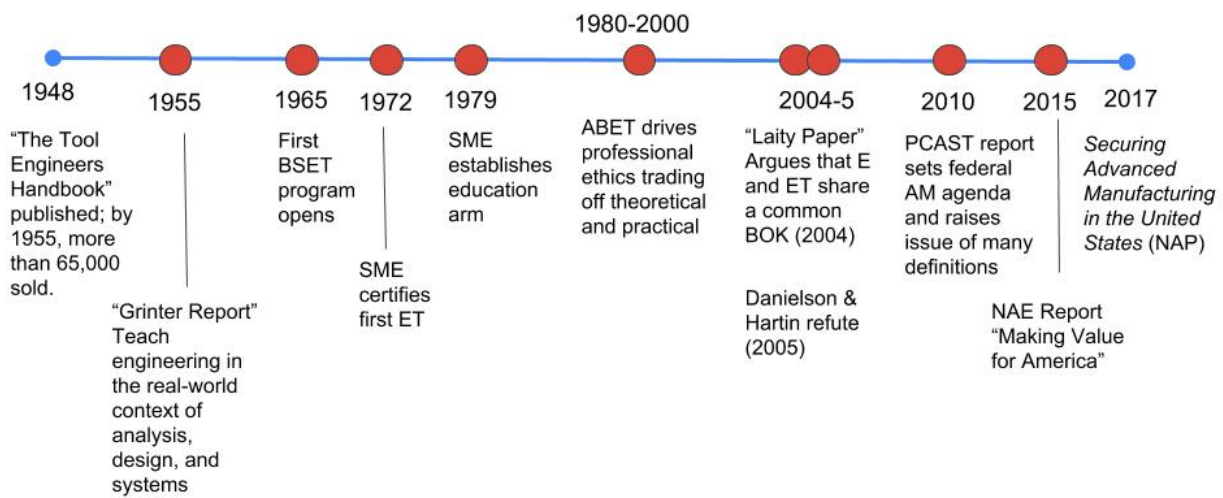 1980-2000
1948
1955
1965
1972
1979
2004-5
2010
2015
2017
“The Tool
Engineers
Handbook”
published; by
1955, more
than 65,000
sold.
“Grinter Report”
Teach
engineering in
the real-world
context of
analysis,
design, and
systems
First
BSET
program
opens
SME
certifies
first ET
SME
establishes
education
arm
ABET drives
professional
ethics trading
off theoretical
and practical
“Laity Paper”
Argues that E
and ET share
a common
BOK (2004)
Danielson &
Hartin refute
(2005)
PCAST report
sets federal
AM agenda
and raises
issue of many
definitions
NAE Report
“Making Value
for America”
Securing
Advanced
Manufacturing
in the United
States (NAP)